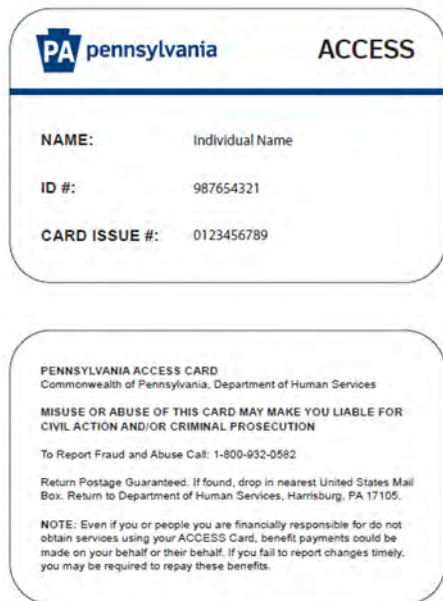 PA pennsylvania ACCESS
NAME: Individual Name
ID #: 987654321
CARD ISSUE #: 0123456789
PENNSYLVANIA ACCESS CARD
Commonwealth of Pennsylvania, Department of Human Services
MISUSE OR ABUSE OF THIS CARD MAY MAKE YOU LIABLE FOR
CIVIL ACTION AND/OR CRIMINAL PROSECUTION
To Report Fraud and Abuse Call: 1-800-932-0582
Return Postage Guaranteed. If found, drop in nearest United States Mail
Box. Return to Department of Human Services, Harrisburg, PA 17105.
NOTE: Even if you or people you are financially responsible for do not
obtain services using your ACCESS Card, benefit payments could be
made on your behalf or their behalf. If you fail to report changes timely,
you may be required to repay these benefits.